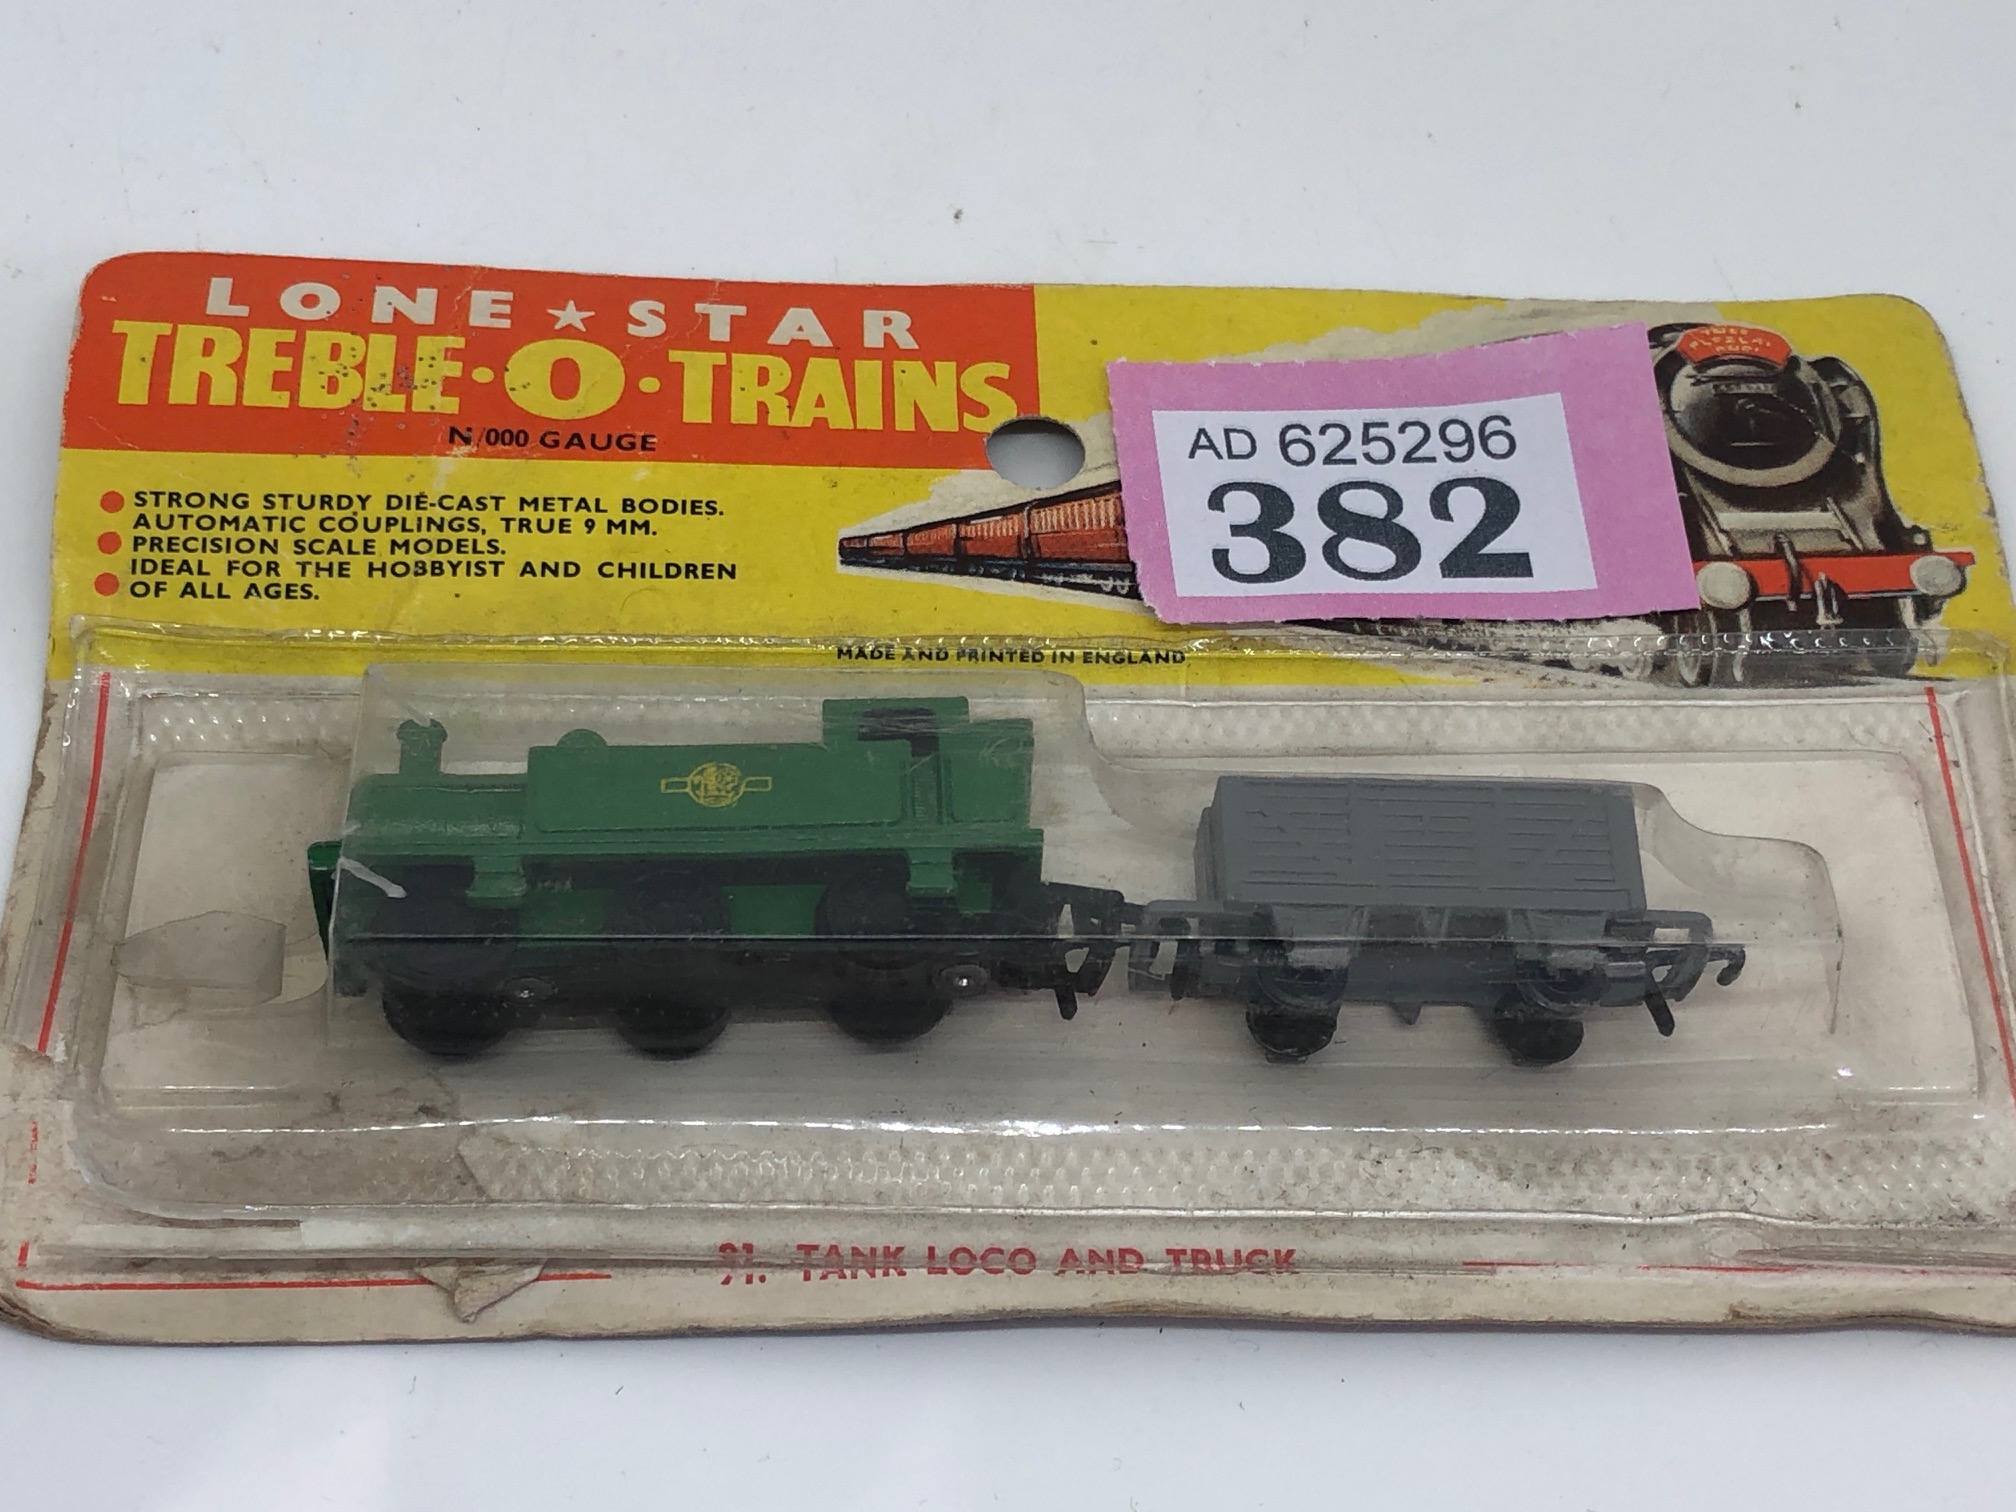 LONE★STAR
TREBLE·O·TRAINS
N/000 GAUGE
STRONG STURDY DIE-CAST METAL BODIES.
AUTOMATIC COUPLINGS, TRUE 9 MM.
PRECISION SCALE MODELS.
IDEAL FOR THE HOBBYIST AND CHILDREN
OF ALL AGES.
AD 625296
382
MADE AND PRINTED IN ENGLAND
91. TANK LOCO AND TRUCK